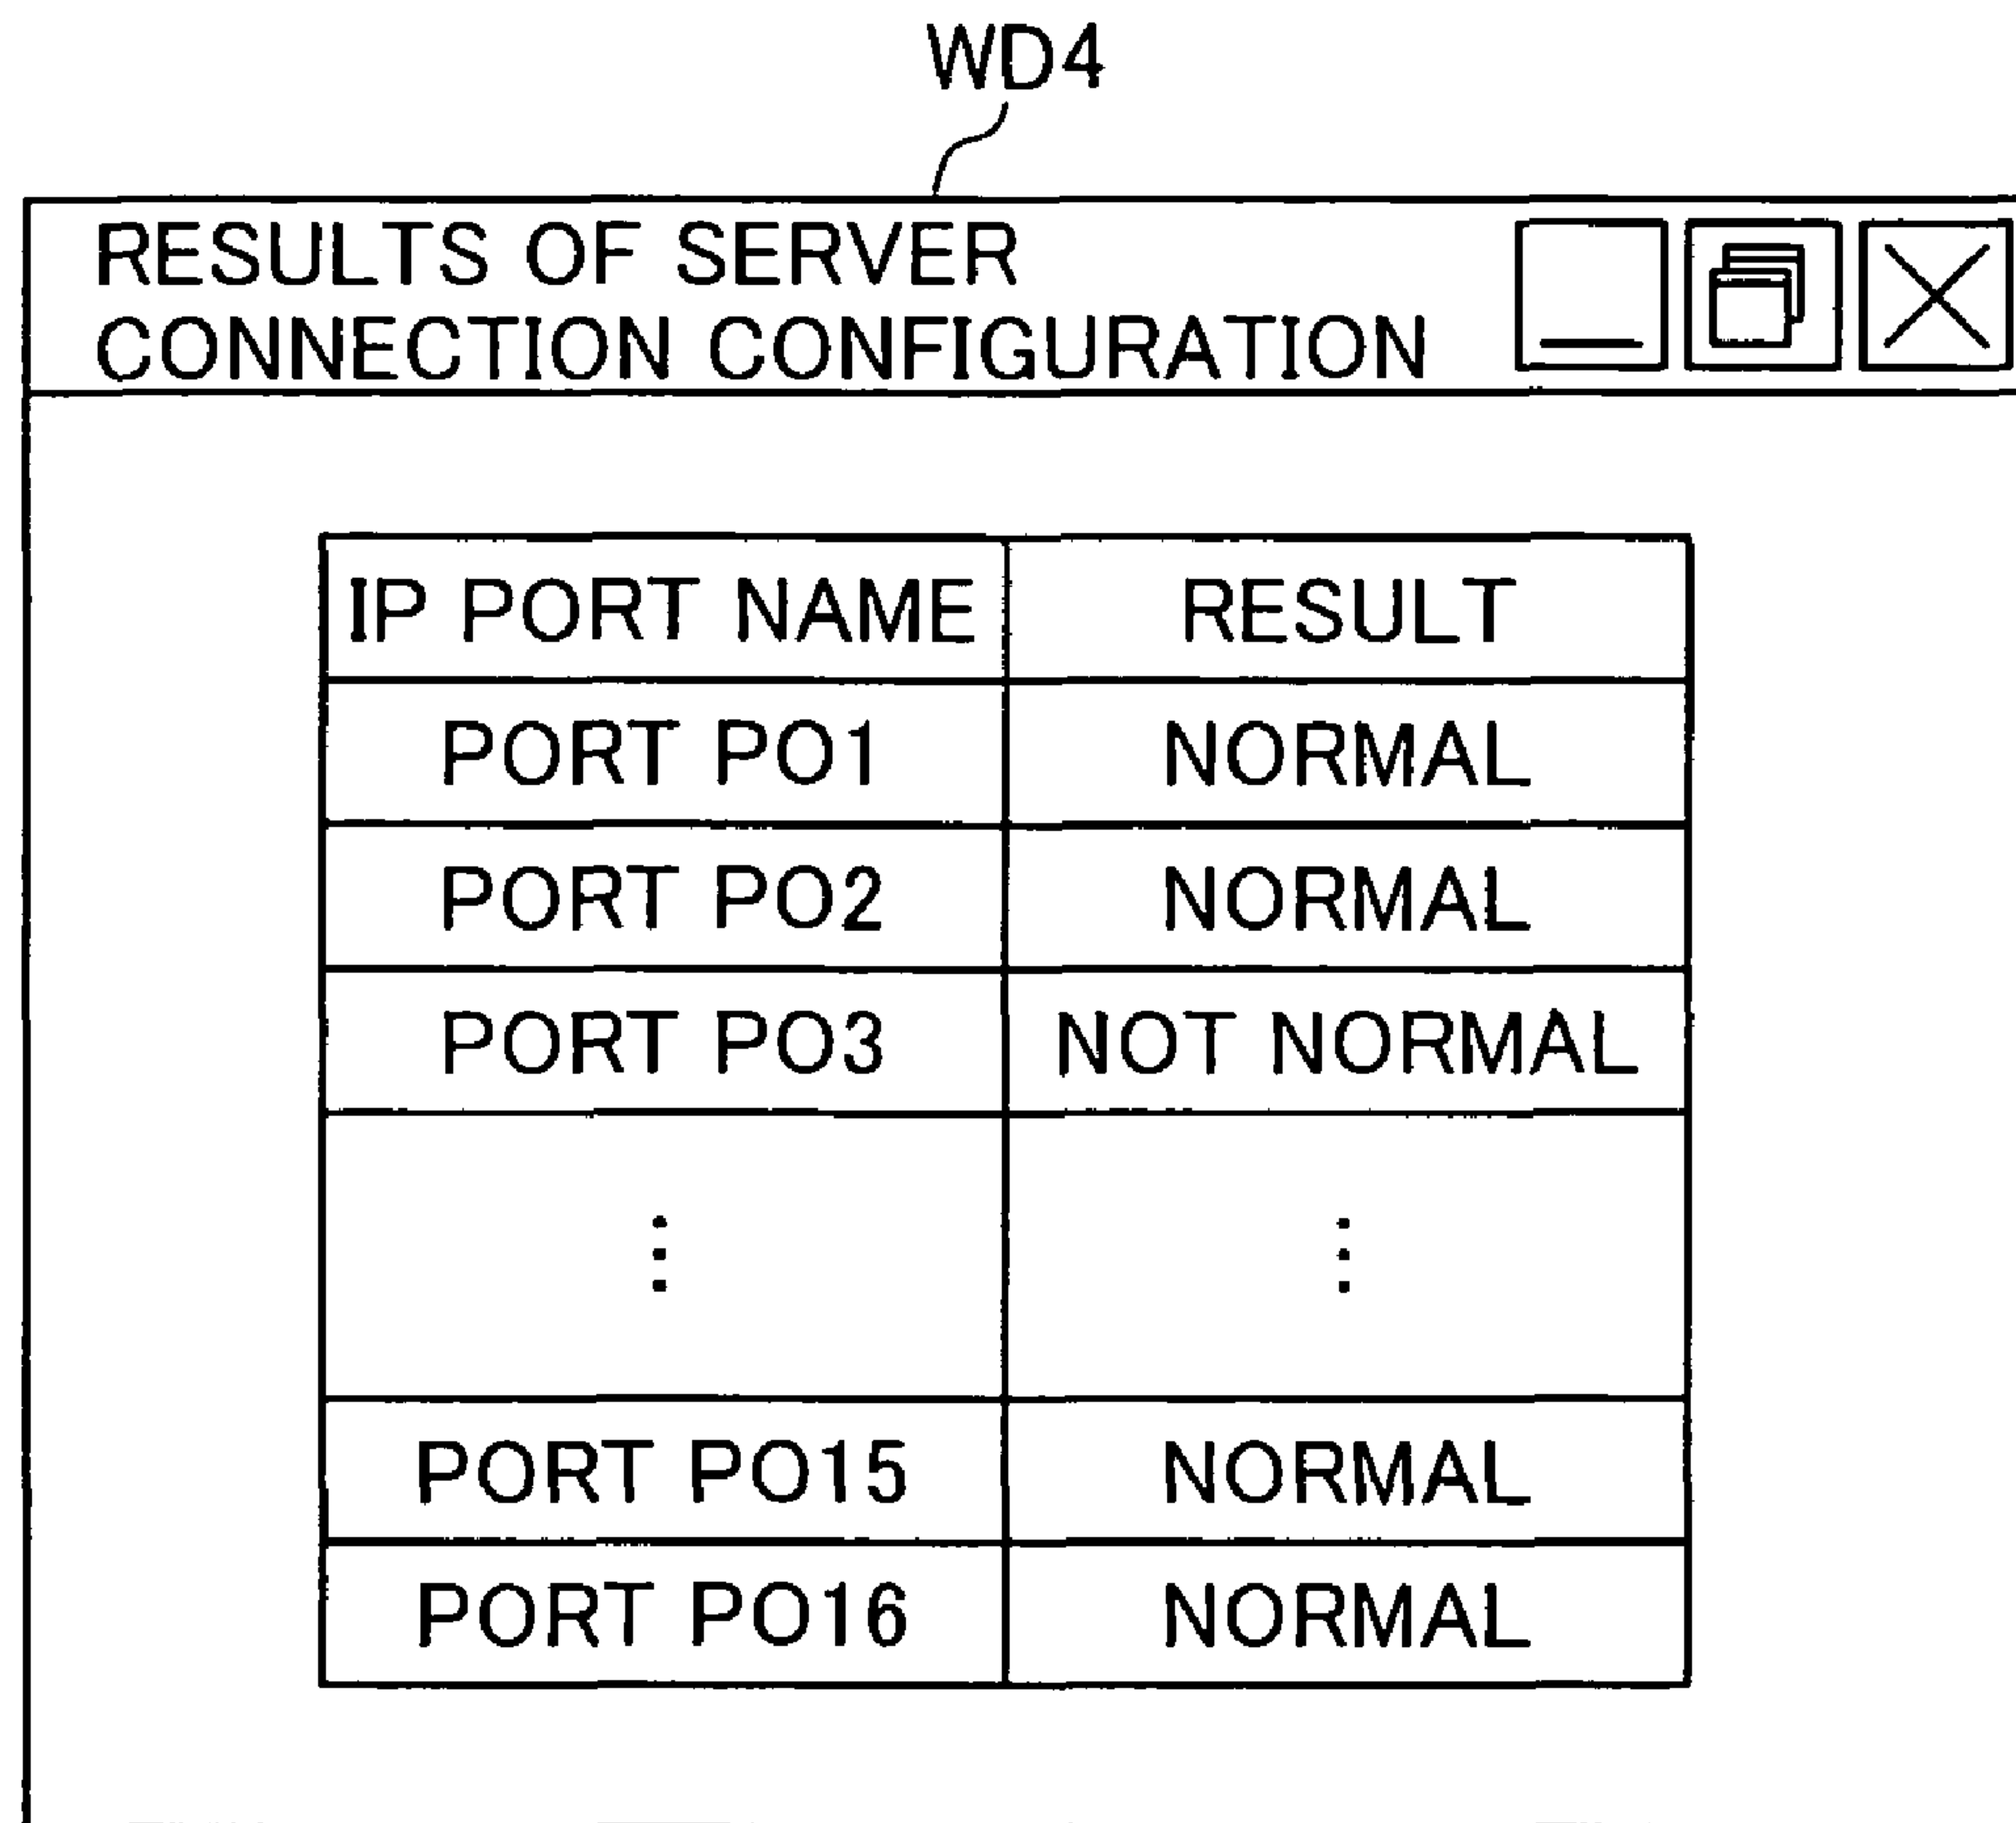 WD4
RESULTS OF SERVER
CONNECTION CONFIGURATION
IP PORT NAME RESULT
PORT PO1 NORMAL
PORT PO2 NORMAL
PORT PO3 NOT NORMAL
⋮ ⋮
PORT PO15 NORMAL
PORT PO16 NORMAL